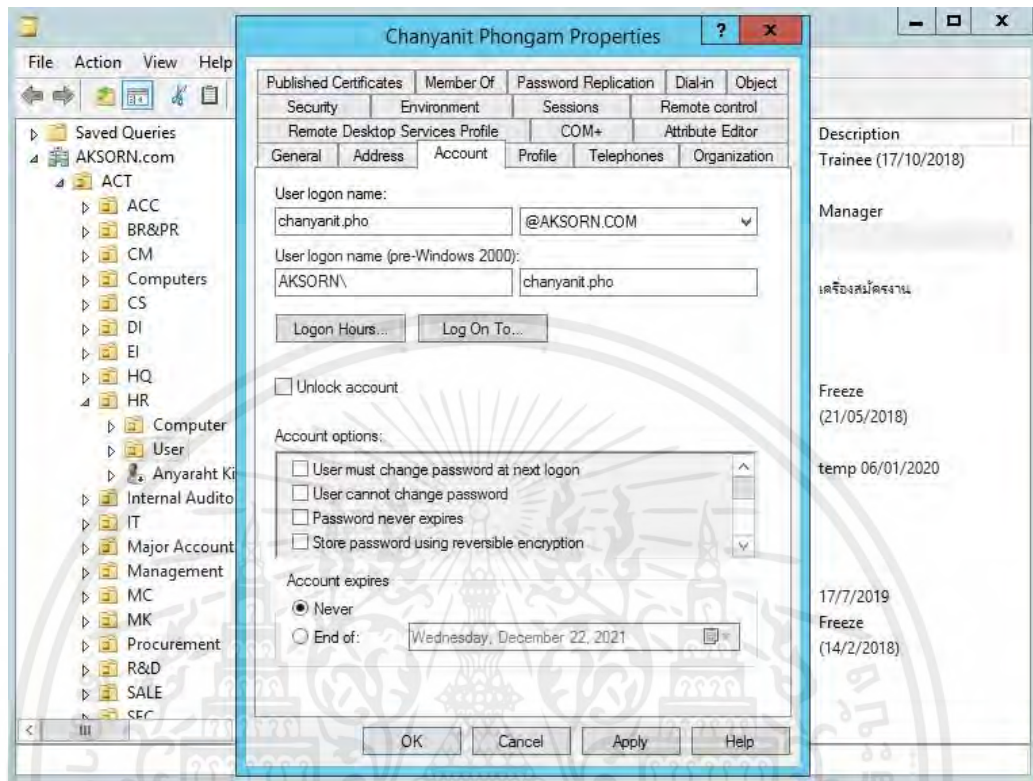 Chanyanit Phongam Properties
?
x
x
File Action View Help
Saved Queries
AKSORN.com
ACT
ACC
BR&PR
CM
Computers
CS
DI
EI
HQ
HR
Computer
User
Anyaraht Ki
Internal Audito
IT
Major Account
Management
MC
MK
Procurement
R&D
SALE
SEC
Published Certificates Member Of Password Replication Dial-in Object
Security Environment Sessions Remote control
Remote Desktop Services Profile COM+ Attribute Editor
General Address Account Profile Telephones Organization
User logon name:
chanyanit.pho @AKSORN.COM
User logon name (pre-Windows 2000):
AKSORN\ chanyanit.pho
Logon Hours... Log On To...
Unlock account
Account options:
User must change password at next logon
User cannot change password
Password never expires
Store password using reversible encryption
Account expires
Never
End of: Wednesday, December 22, 2021
OK Cancel Apply Help
Description
Trainee (17/10/2018)
Manager
เครื่องสมัครงาน
Freeze
(21/05/2018)
temp 06/01/2020
17/7/2019
Freeze
(14/2/2018)